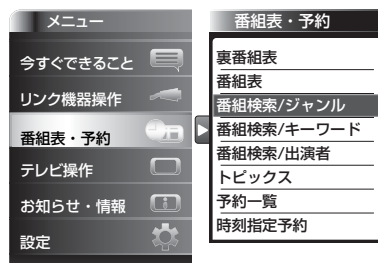 メニュー
今すぐできること
リンク機器操作
番組表・予約
テレビ操作
お知らせ・情報
設定
番組表・予約
裏番組表
番組表
番組検索/ジャンル
番組検索/キーワード
番組検索/出演者
トピックス
予約一覧
時刻指定予約